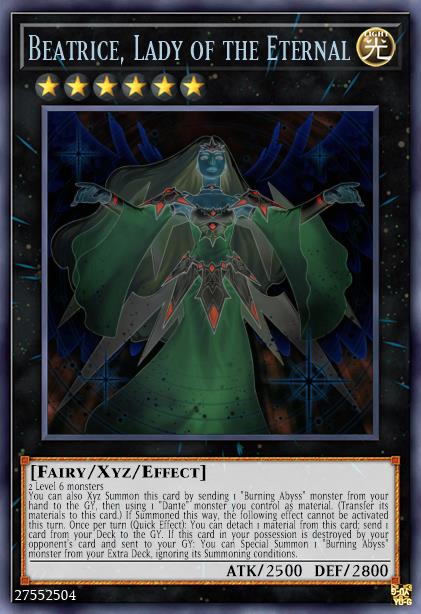 BEATRICE, LADY OF THE ETERNAL
LIGHT
光
[FAIRY/XYZ/EFFECT]
2 Level 6 monsters
You can also Xyz Summon this card by sending 1 "Burning Abyss" monster from your
hand to the GY, then using 1 "Dante" monster you control as material. (Transfer its
materials to this card.) If Summoned this way, the following effect cannot be activated
this turn. Once per turn (Quick Effect): You can detach 1 material from this card; send 1
card from your Deck to the GY. If this card in your possession is destroyed by your
opponent's card and sent to your GY: You can Special Summon 1 "Burning Abyss"
monster from your Extra Deck, ignoring its Summoning conditions.
ATK/2500 DEF/2800
27552504